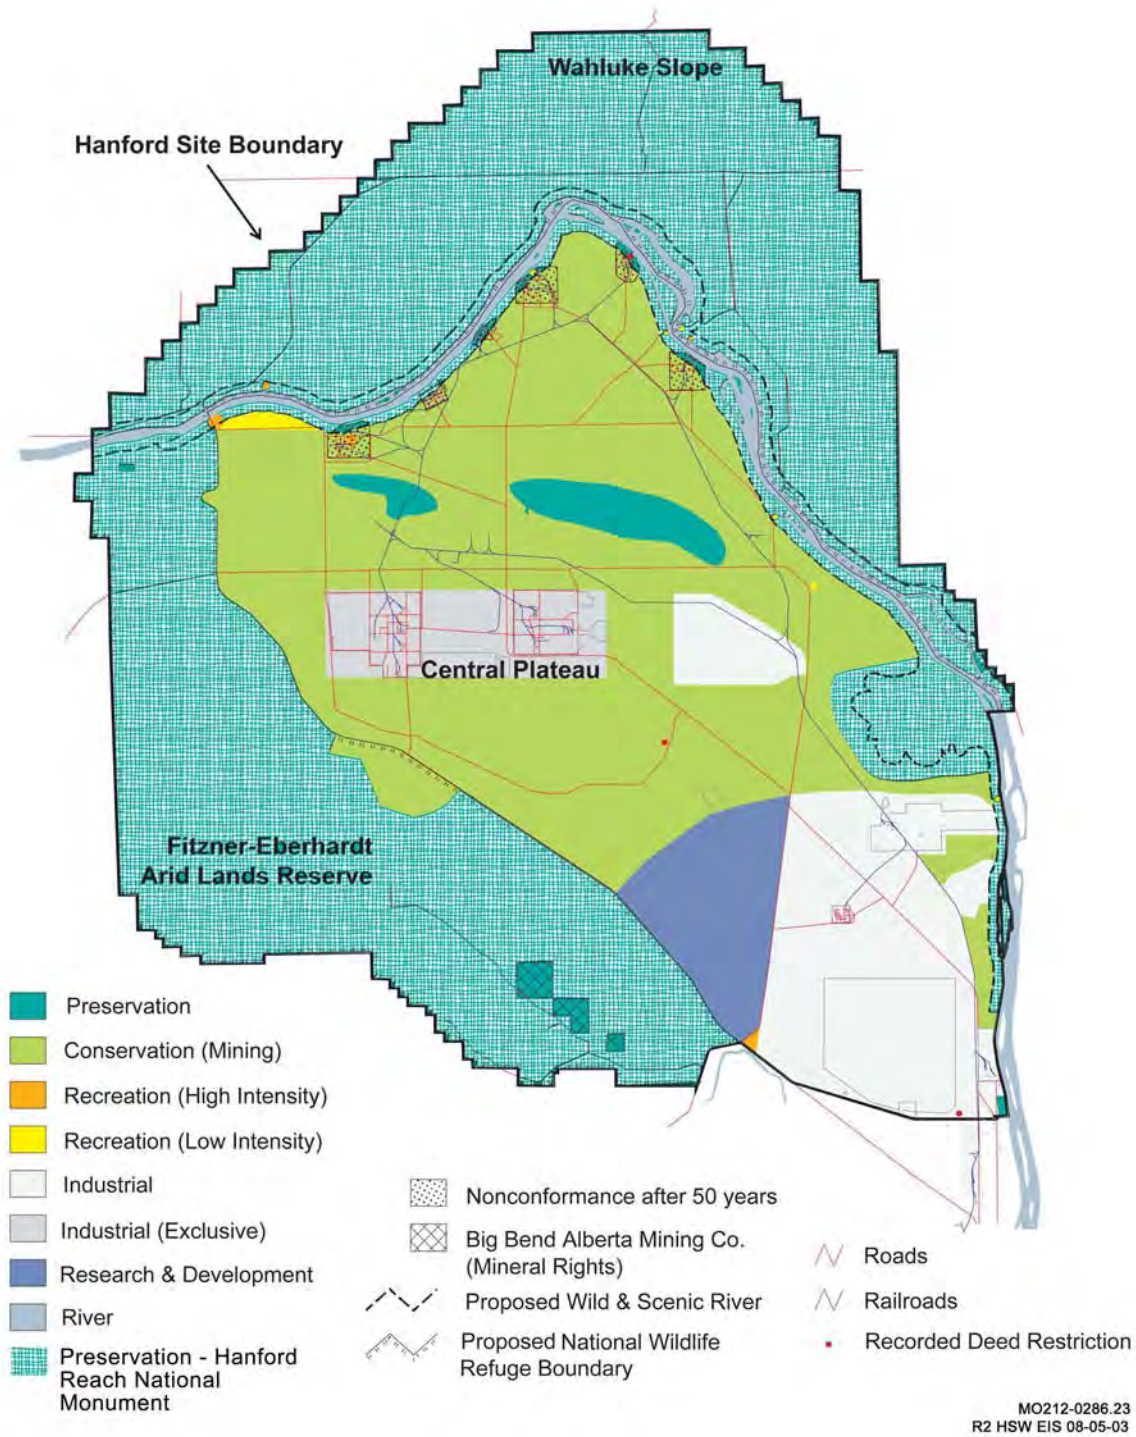 Wahluke Slope
Hanford Site Boundary
Central Plateau
Fitzner-Eberhardt
Arid Lands Reserve
Preservation
Conservation (Mining)
Recreation (High Intensity)
Recreation (Low Intensity)
Industrial
Industrial (Exclusive)
Research & Development
River
Preservation - Hanford
Reach National
Monument
Nonconformance after 50 years
Big Bend Alberta Mining Co.
(Mineral Rights)
Proposed Wild & Scenic River
Proposed National Wildlife
Refuge Boundary
Roads
Railroads
Recorded Deed Restriction
MO212-0286.23
R2 HSW EIS 08-05-03